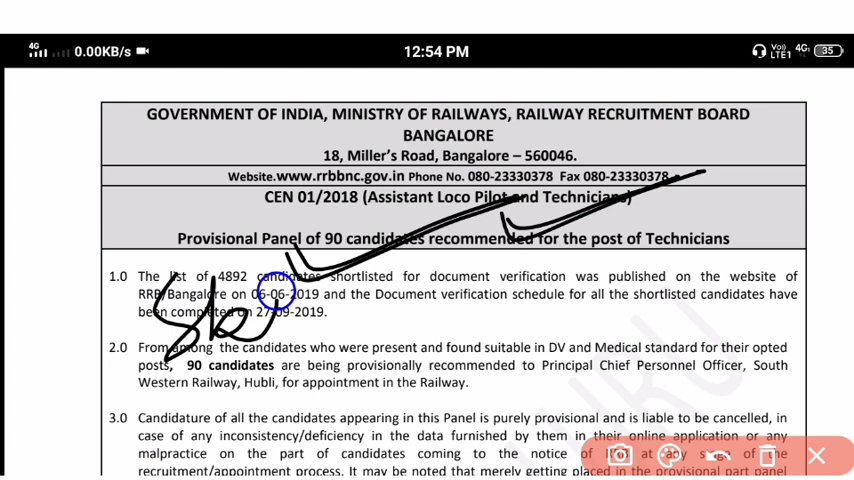 4G 0.00KB/s 12:54 PM VoD LTE1 4G 35
GOVERNMENT OF INDIA, MINISTRY OF RAILWAYS, RAILWAY RECRUITMENT BOARD
BANGALORE
18, Miller's Road, Bangalore – 560046.
Website.www.rrbbnc.gov.in Phone No. 080-23330378 Fax 080-23330378
CEN 01/2018 (Assistant Loco Pilot and Technicians)
Provisional Panel of 90 candidates recommended for the post of Technicians
1.0 The list of 4892 candidates shortlisted for document verification was published on the website of
RRB/Bangalore on 06-06-2019 and the Document verification schedule for all the shortlisted candidates have
been completed on 27-09-2019.
2.0 From among the candidates who were present and found suitable in DV and Medical standard for their opted
posts, 90 candidates are being provisionally recommended to Principal Chief Personnel Officer, South
Western Railway, Hubli, for appointment in the Railway.
3.0 Candidature of all the candidates appearing in this Panel is purely provisional and is liable to be cancelled, in
case of any inconsistency/deficiency in the data furnished by them in their online application or any
malpractice on the part of candidates coming to the notice of RRB at any stage of the
recruitment/appointment process. It may be noted that merely getting placed in the provisional part panel